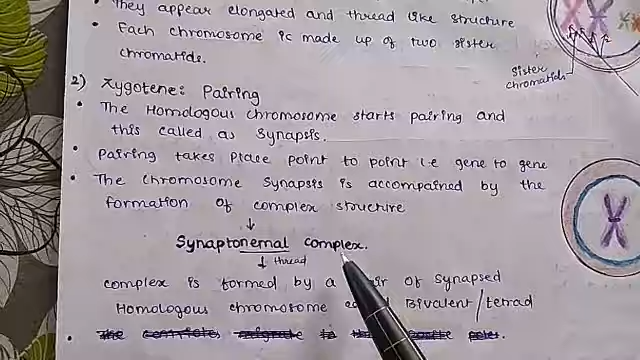 • They appear elongated and thread like structure
• Each chromosome is made up of two sister
chromatids.
Sister
chromatids
2) Zygotene: Pairing
• The Homologous chromosome starts pairing and
this called as Synapsis.
• Pairing takes place point to point i.e gene to gene
• The chromosome synapsis is accompained by the
formation of complex structure
↓
Synaptonemal complex.
↓ thread
complex is formed by a of synapsed
Homologous chromosome Bivalent/tetrad